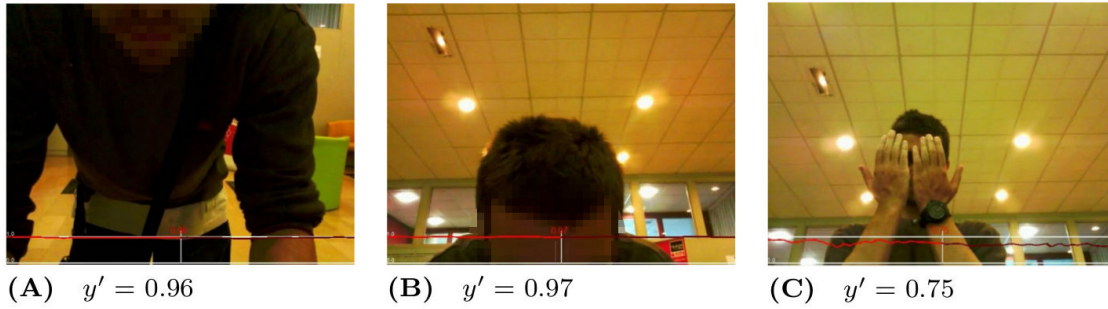 (A) y′ = 0.96
(B) y′ = 0.97
(C) y′ = 0.75